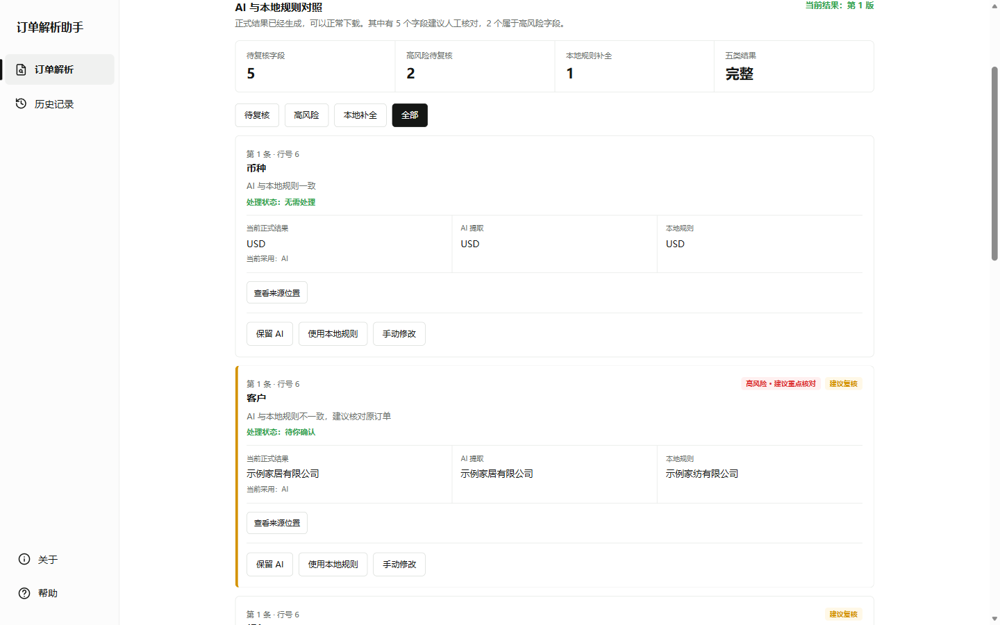 订单解析助手
订单解析
历史记录
关于
帮助
AI 与本地规则对照
当前结果：第 1 版
正式结果已经生成，可以正常下载。其中有 5 个字段建议人工核对，2 个属于高风险字段。
待复核字段
5
高风险待复核
2
本地规则补全
1
五类结果
完整
待复核
高风险
本地补全
全部
第 1 条 · 行号 6
币种
AI 与本地规则一致
处理状态：无需处理
当前正式结果
USD
当前采用：AI
AI 提取
USD
本地规则
USD
查看来源位置
保留 AI
使用本地规则
手动修改
第 1 条 · 行号 6
高风险 • 建议重点核对
建议复核
客户
AI 与本地规则不一致，建议核对原订单
处理状态：待你确认
当前正式结果
示例家居有限公司
当前采用：AI
AI 提取
示例家居有限公司
本地规则
示例家纺有限公司
查看来源位置
保留 AI
使用本地规则
手动修改
第 1 条 · 行号 6
建议复核